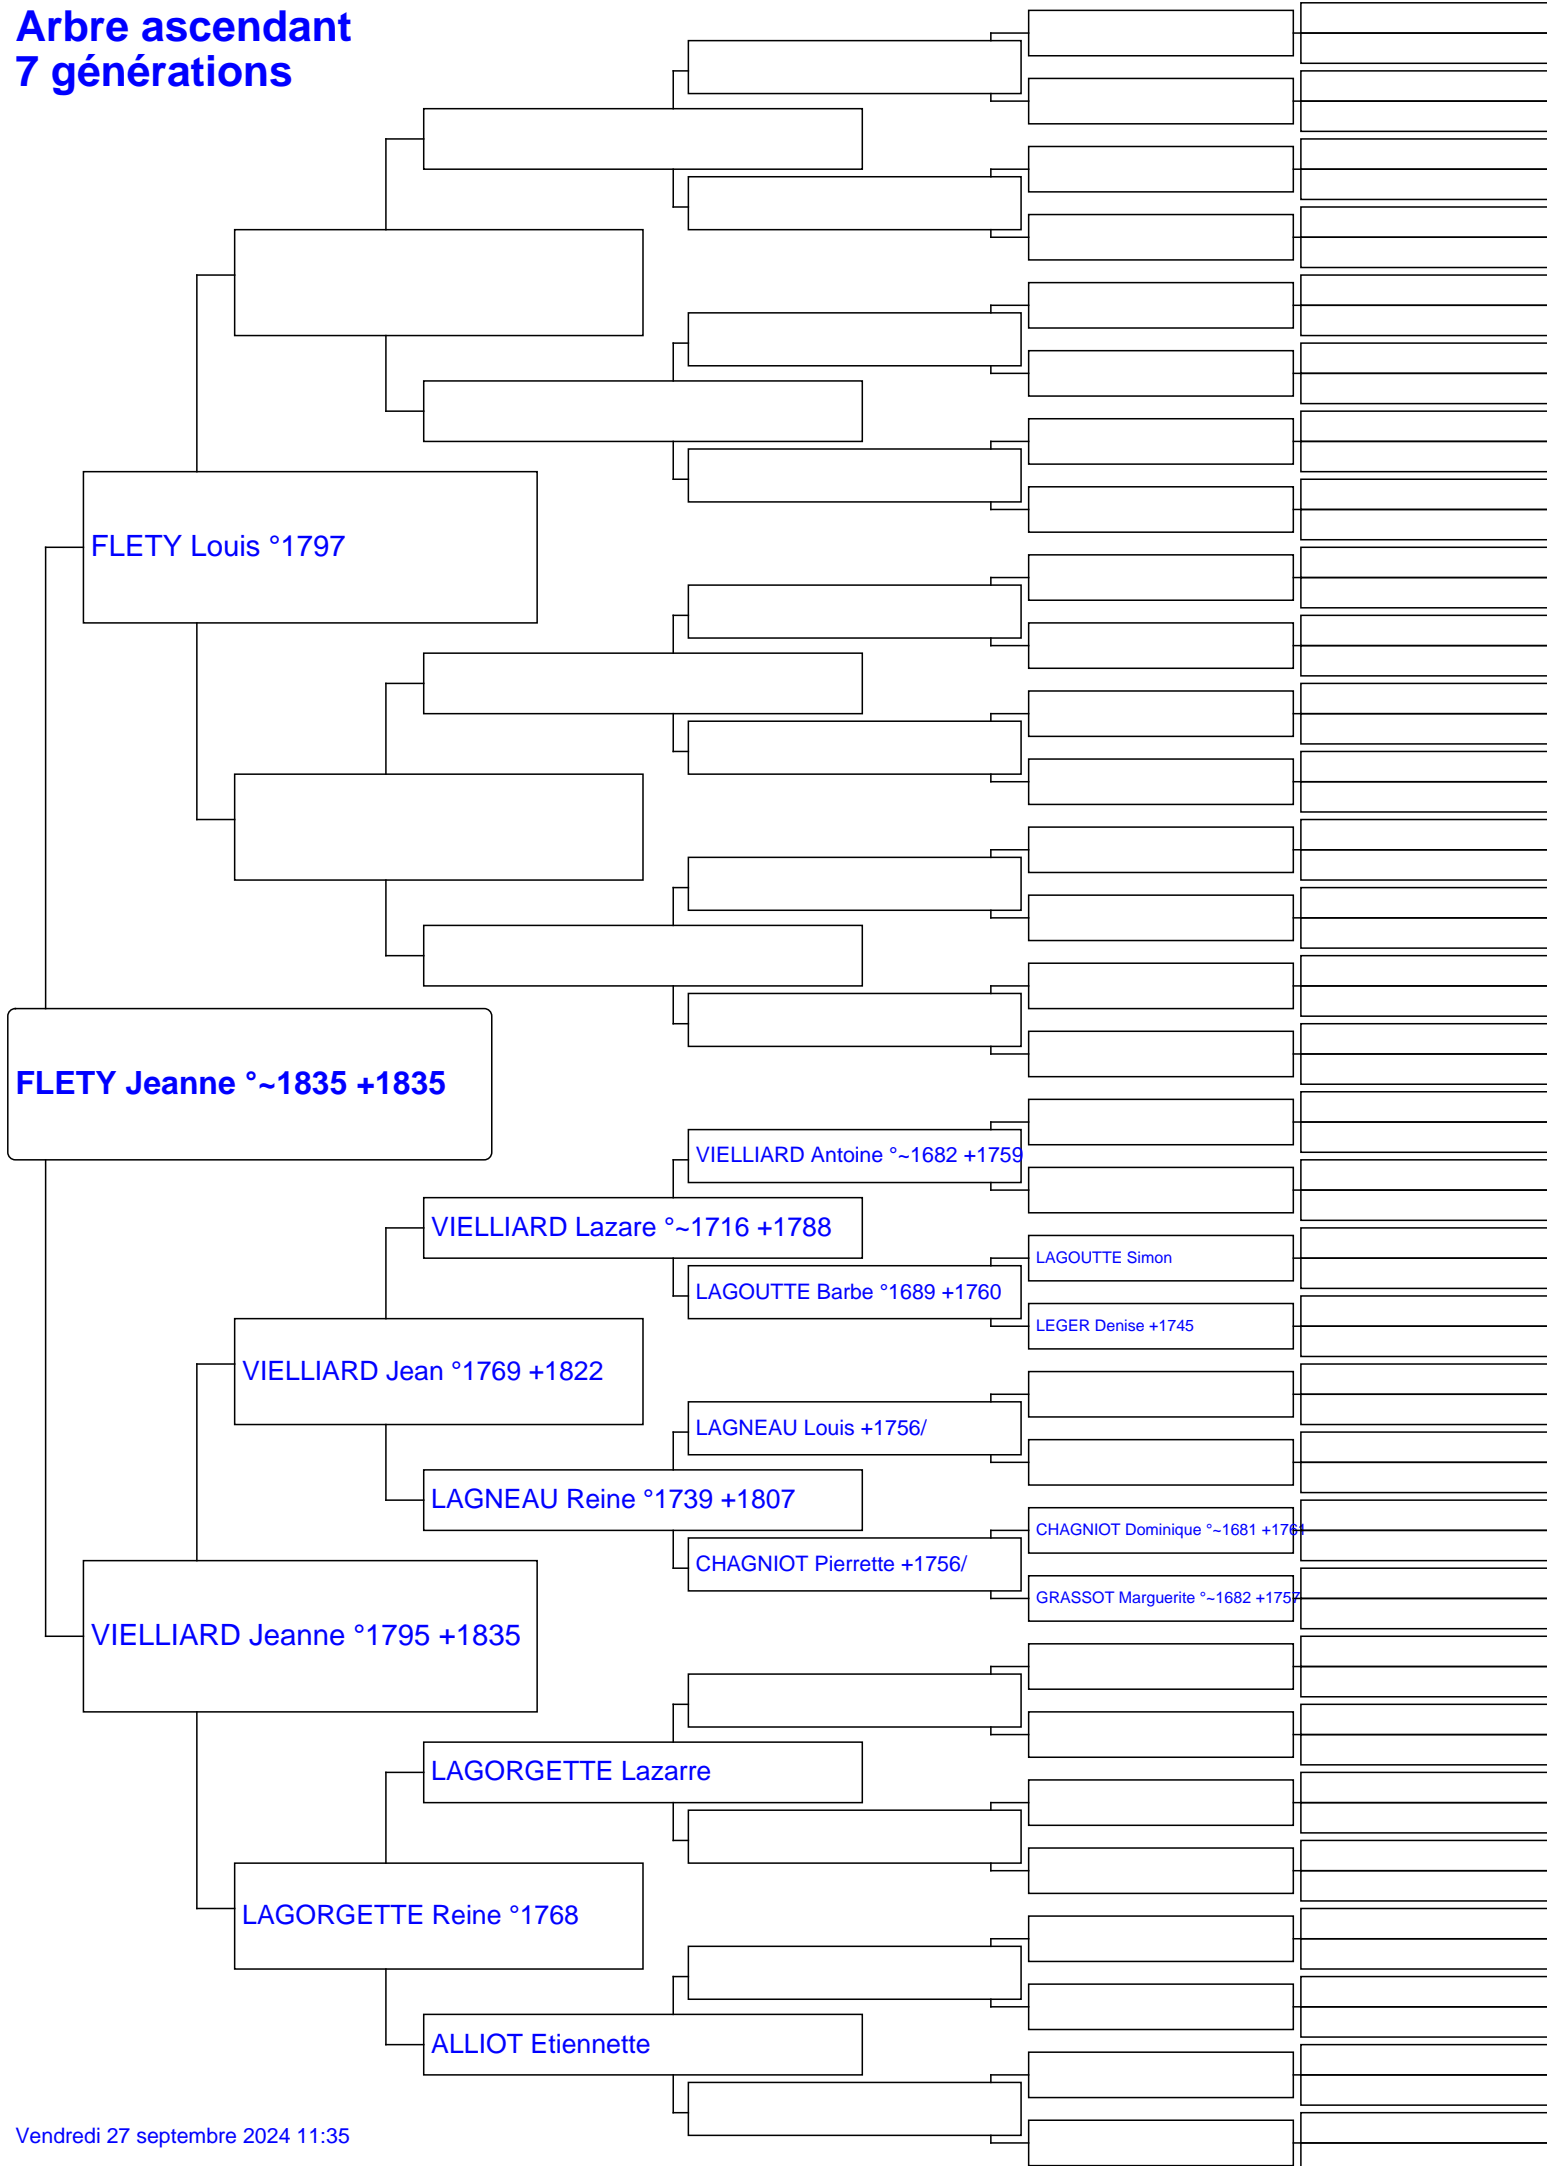 Arbre ascendant
7 générations
FLETY Louis °1797
FLETY Jeanne °~1835 +1835
VIELLIARD Antoine °~1682 +1759
VIELLIARD Lazare °~1716 +1788
LAGOUTTE Simon
LAGOUTTE Barbe °1689 +1760
LEGER Denise +1745
VIELLIARD Jean °1769 +1822
LAGNEAU Louis +1756/
LAGNEAU Reine °1739 +1807
CHAGNIOT Dominique °~1681 +1761
CHAGNIOT Pierrette +1756/
GRASSOT Marguerite °~1682 +1757
VIELLIARD Jeanne °1795 +1835
LAGORGETTE Lazarre
LAGORGETTE Reine °1768
ALLIOT Etiennette
Vendredi 27 septembre 2024 11:35